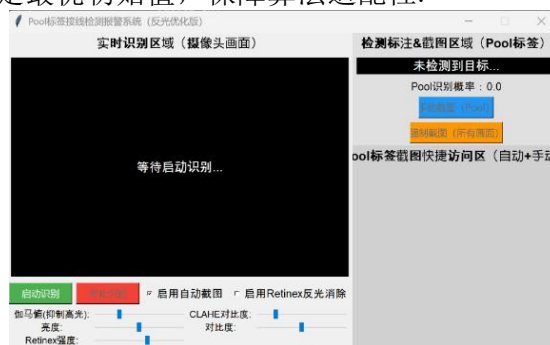 定最优初始值，保障算法适配性.
Pool标签接线检测报警系统（反光优化版）
实时识别区域（摄像头画面）
检测标注&截图区域（Pool标签）
未检测到目标...
Pool识别概率：0.0
手动截图（Pool）
强制截图（所有画面）
ool标签截图快捷访问区（自动+手动
等待启动识别...
启动识别
启用自动截图
启用Retinex反光消除
伽马值(抑制高光):
CLAHE对比度:
亮度:
对比度:
Retinex强度: